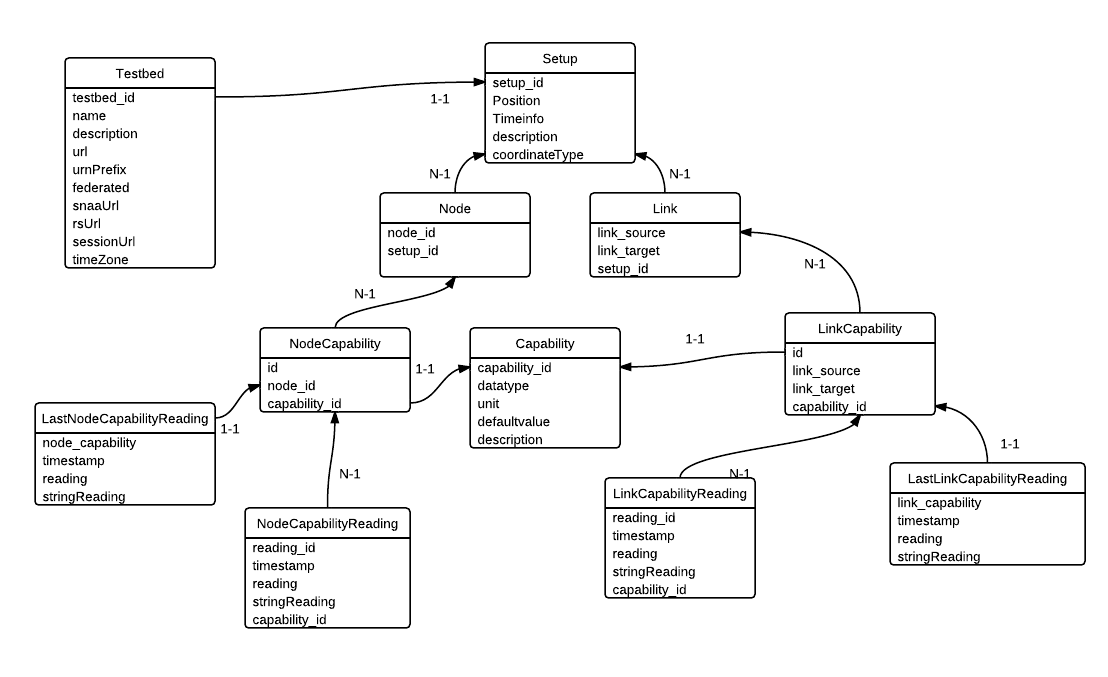 Testbed
testbed_id
name
description
url
urnPrefix
federated
snaaUrl
rsUrl
sessionUrl
timeZone
1-1
Setup
setup_id
Position
Timeinfo
description
coordinateType
N-1
N-1
Node
node_id
setup_id
Link
link_source
link_target
setup_id
N-1
N-1
NodeCapability
id
node_id
capability_id
1-1
Capability
capability_id
datatype
unit
defaultvalue
description
1-1
LinkCapability
id
link_source
link_target
capability_id
LastNodeCapabilityReading
node_capability
timestamp
reading
stringReading
1-1
N-1
NodeCapabilityReading
reading_id
timestamp
reading
stringReading
capability_id
N-1
LinkCapabilityReading
reading_id
timestamp
reading
stringReading
capability_id
1-1
LastLinkCapabilityReading
link_capability
timestamp
reading
stringReading